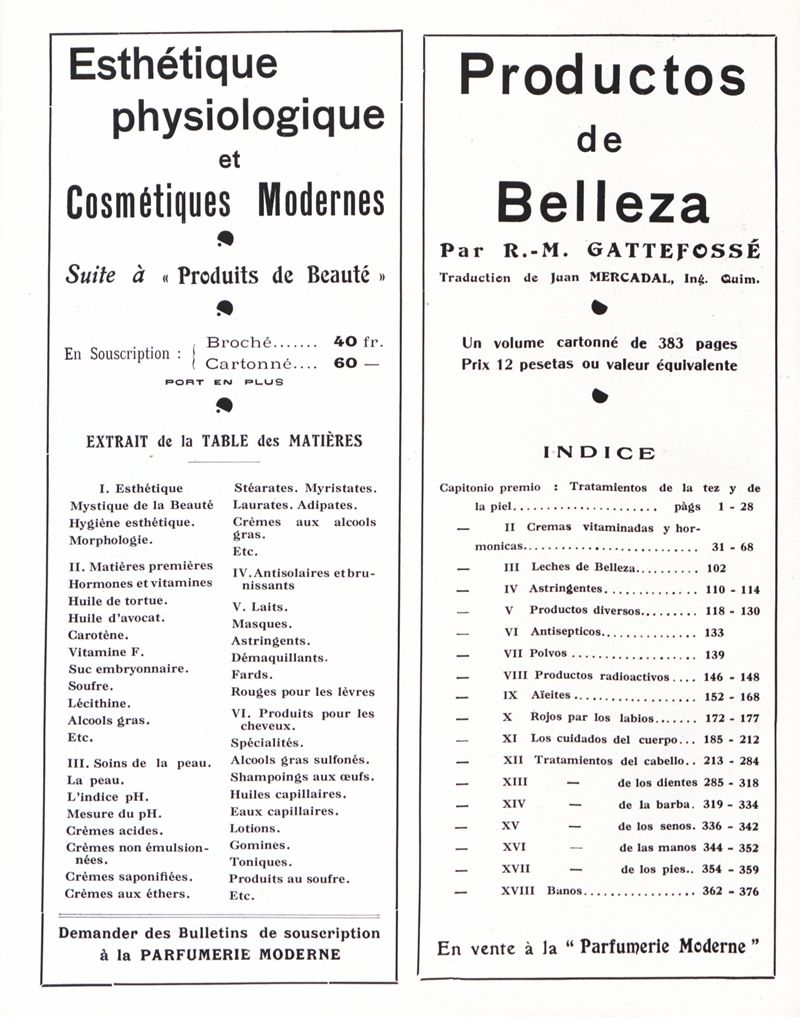 Esthétique
physiologique
et
Cosmétiques Modernes
Suite à « Produits de Beauté »
En Souscription : { Broché....... 40 fr.
Cartonné.... 60 —
PORT EN PLUS
EXTRAIT de la TABLE des MATIÈRES
I. Esthétique
Mystique de la Beauté
Hygiène esthétique.
Morphologie.
II. Matières premières
Hormones et vitamines
Huile de tortue.
Huile d'avocat.
Carotène.
Vitamine F.
Suc embryonnaire.
Soufre.
Lécithine.
Alcools gras.
Etc.
III. Soins de la peau.
La peau.
L'indice pH.
Mesure du pH.
Crèmes acides.
Crèmes non émulsion-
nées.
Crèmes saponifiées.
Crèmes aux éthers.
Stéarates. Myristates.
Laurates. Adipates.
Crèmes aux alcools
gras.
Etc.
IV. Antisolaires et bru-
nissants
V. Laits.
Masques.
Astringents.
Démaquillants.
Fards.
Rouges pour les lèvres
VI. Produits pour les
cheveux.
Spécialités.
Alcools gras sulfonés.
Shampoings aux œufs.
Huiles capillaires.
Eaux capillaires.
Lotions.
Gomines.
Toniques.
Produits au soufre.
Etc.
Demander des Bulletins de souscription
à la PARFUMERIE MODERNE
Productos
de
Belleza
Par R.-M. GATTEFOSSÉ
Traduction de Juan MERCADAL, Ing. Quim.
Un volume cartonné de 383 pages
Prix 12 pesetas ou valeur équivalente
INDICE
Capitonio premio : Tratamientos de la tez y de
la piel..................... pàgs 1 - 28
— II Cremas vitaminadas y hor-
monicas......................... 31 - 68
— III Leches de Belleza.......... 102
— IV Astringentes.............. 110 - 114
— V Productos diversos......... 118 - 130
— VI Antisepticos.............. 133
— VII Polvos ................... 139
— VIII Productos radioactivos.... 146 - 148
— IX Aïeites ................... 152 - 168
— X Rojos par los labios....... 172 - 177
— XI Los cuidados del cuerpo... 185 - 212
— XII Tratamientos del cabello.. 213 - 284
— XIII — de los dientes 285 - 318
— XIV — de la barba. 319 - 334
— XV — de los senos. 336 - 342
— XVI — de las manos 344 - 352
— XVII — de los pies.. 354 - 359
— XVIII Banos................ 362 - 376
En vente à la " Parfumerie Moderne "